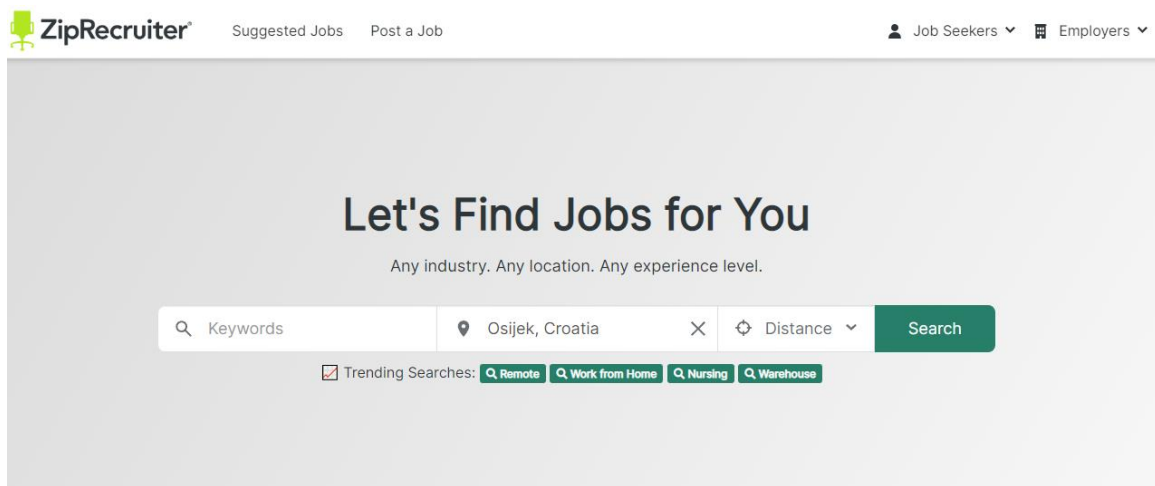 ZipRecruiter® Suggested Jobs Post a Job Job Seekers Employers
Let's Find Jobs for You
Any industry. Any location. Any experience level.
Keywords Osijek, Croatia Distance Search
Trending Searches: Remote Work from Home Nursing Warehouse